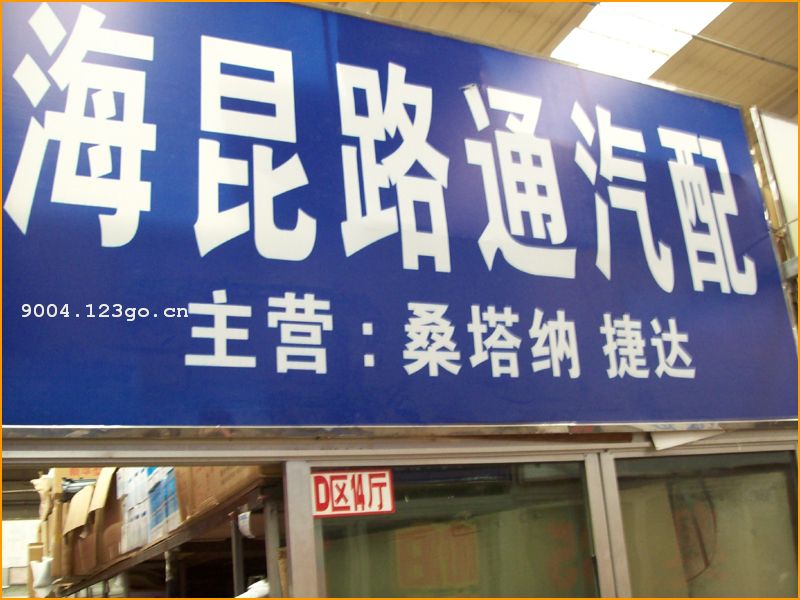 海昆路通汽配
9004.123go.cn
主营：桑塔纳 捷达
D区14厅